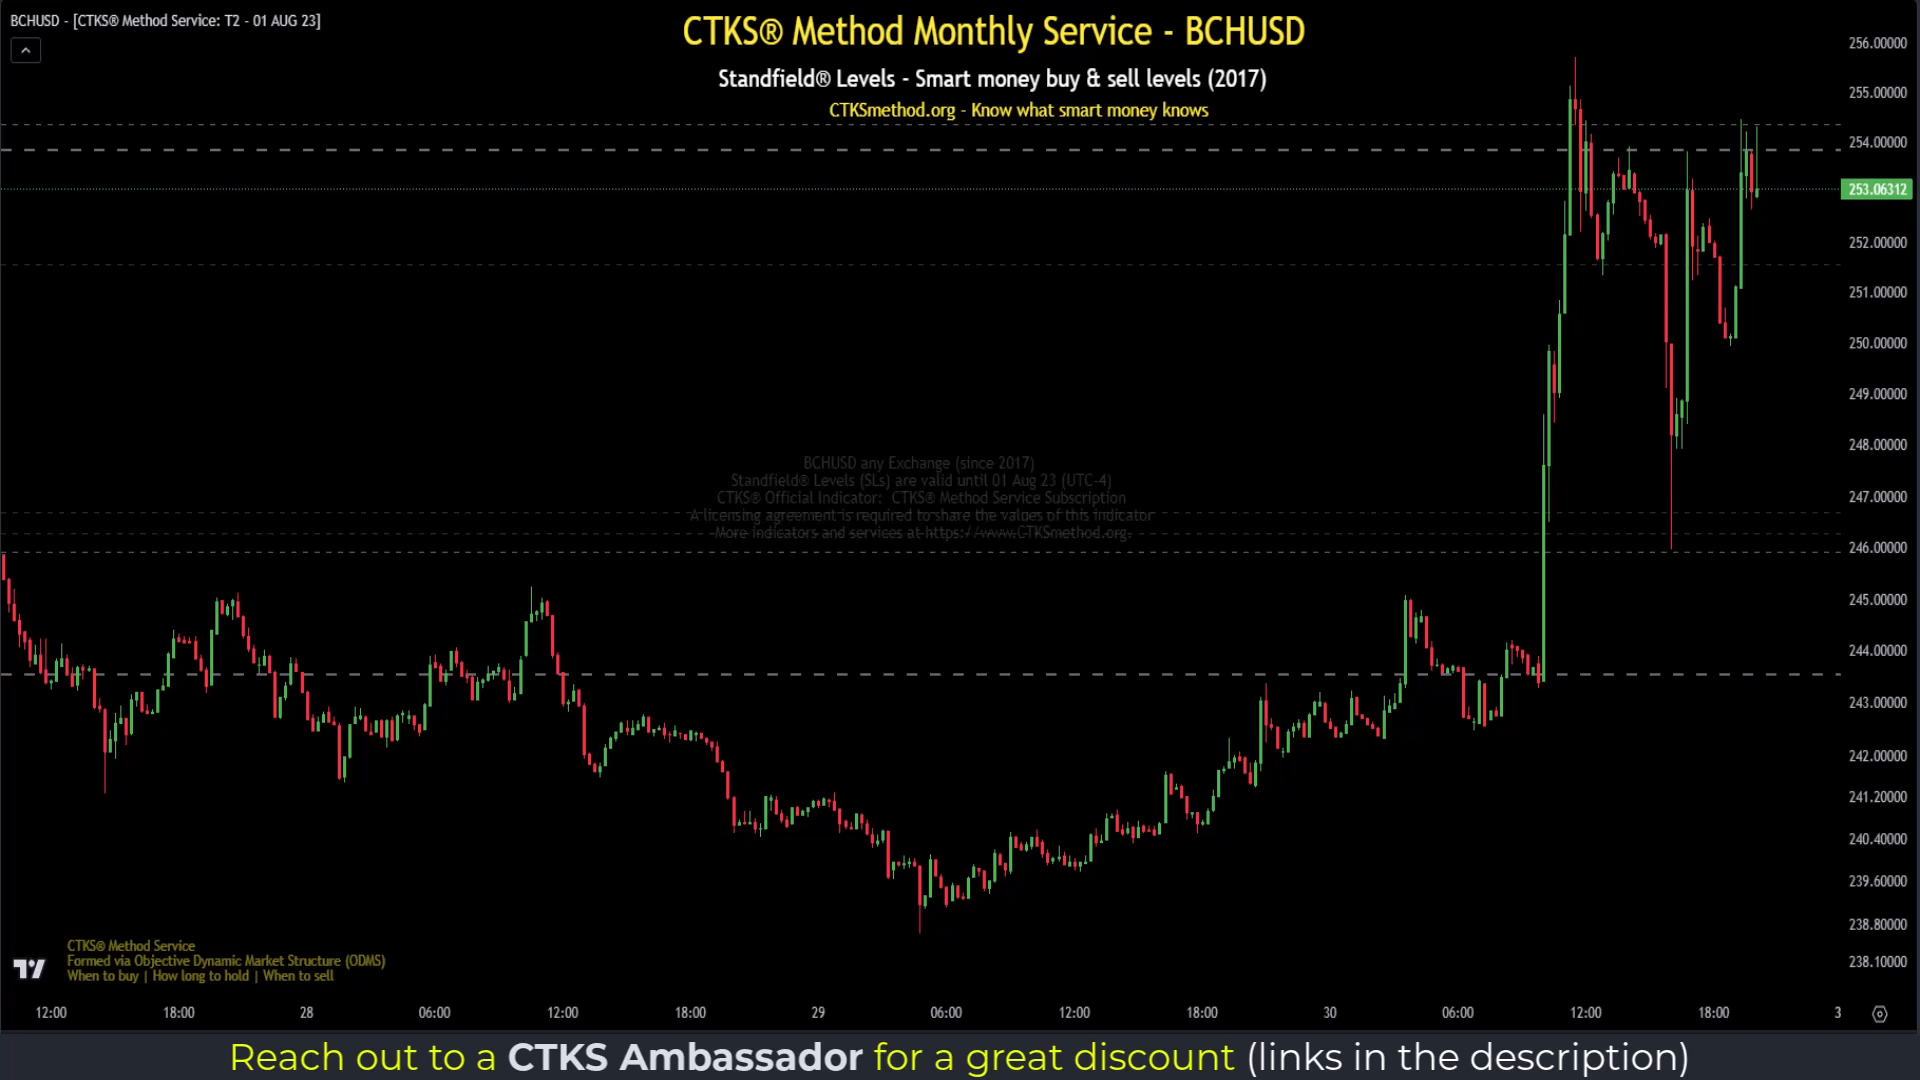 BCHUSD - [CTKS® Method Service: T2 - 01 AUG 23]
CTKS® Method Monthly Service - BCHUSD
Standfield® Levels - Smart money buy & sell levels (2017)
CTKSmethod.org - Know what smart money knows
256.00000
255.00000
254.00000
253.06312
252.00000
251.00000
250.00000
249.00000
248.00000
247.00000
246.00000
245.00000
244.00000
243.00000
242.00000
241.20000
240.40000
239.60000
238.80000
238.10000
BCHUSD any Exchange (since 2017)
Standfield® Levels (SLs) are valid until 01 Aug 23 (UTC-4)
CTKS® Official Indicator: CTKS® Method Service Subscription
A licensing agreement is required to share the values of this indicator
More indicators and services at https://www.CTKSmethod.org.
CTKS® Method Service
Formed via Objective Dynamic Market Structure (ODMS)
When to buy | How long to hold | When to sell
12:00 18:00 28 06:00 12:00 18:00 29 06:00 12:00 18:00 30 06:00 12:00 18:00 3
Reach out to a CTKS Ambassador for a great discount (links in the description)